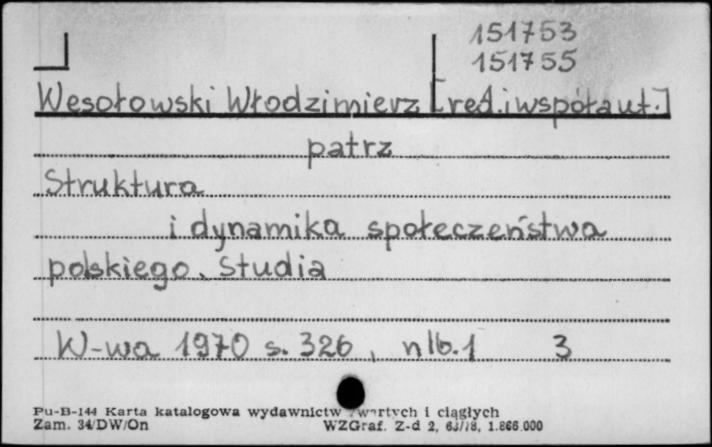 151753
151755
Wesołowski Włodzimierz [red. i współaut.]
patrz
Struktura
i dynamika społeczeństwa
polskiego. Studia
W-wa 1970 s. 326, nlb. 1 3
Pu-B-144 Karta katalogowa wydawnictw zwartych i ciągłych
Zam. 34/DW/On WZGraf. Z-d 2, 1.866.000